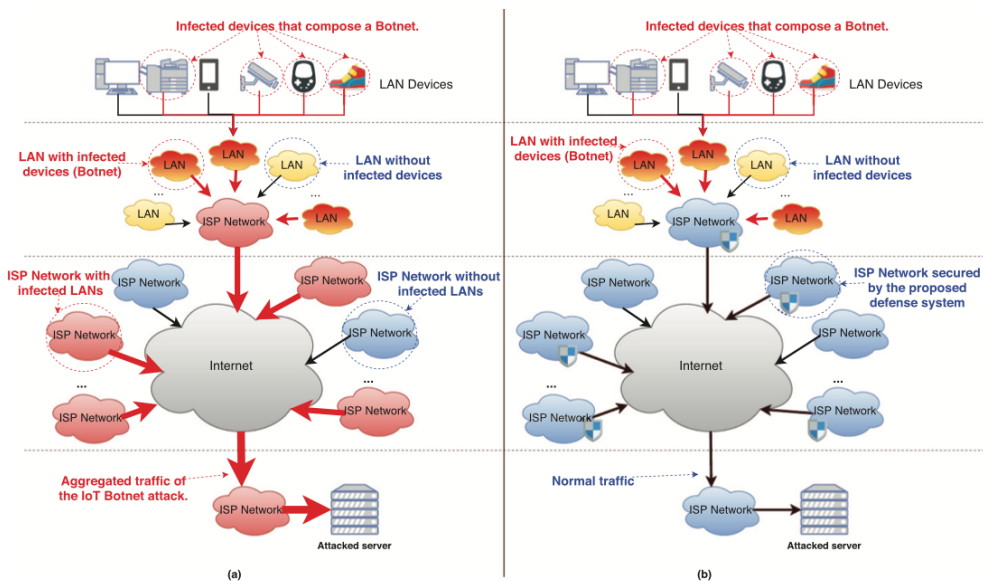 Infected devices that compose a Botnet.
LAN Devices
LAN with infected
devices (Botnet)
LAN
LAN
LAN
LAN without
infected devices
...
...
LAN
ISP Network
LAN
ISP Network with
infected LANs
ISP Network
ISP Network
ISP Network without
infected LANs
ISP Network
ISP Network
Internet
...
...
ISP Network
ISP Network
Aggregated traffic of
the IoT Botnet attack.
ISP Network
Attacked server
(a)
Infected devices that compose a Botnet.
LAN Devices
LAN with infected
devices (Botnet)
LAN
LAN
LAN
LAN without
infected devices
...
...
LAN
ISP Network
LAN
ISP Network
ISP Network
ISP Network secured
by the proposed
defense system
ISP Network
ISP Network
Internet
...
...
ISP Network
ISP Network
Normal traffic
ISP Network
Attacked server
(b)